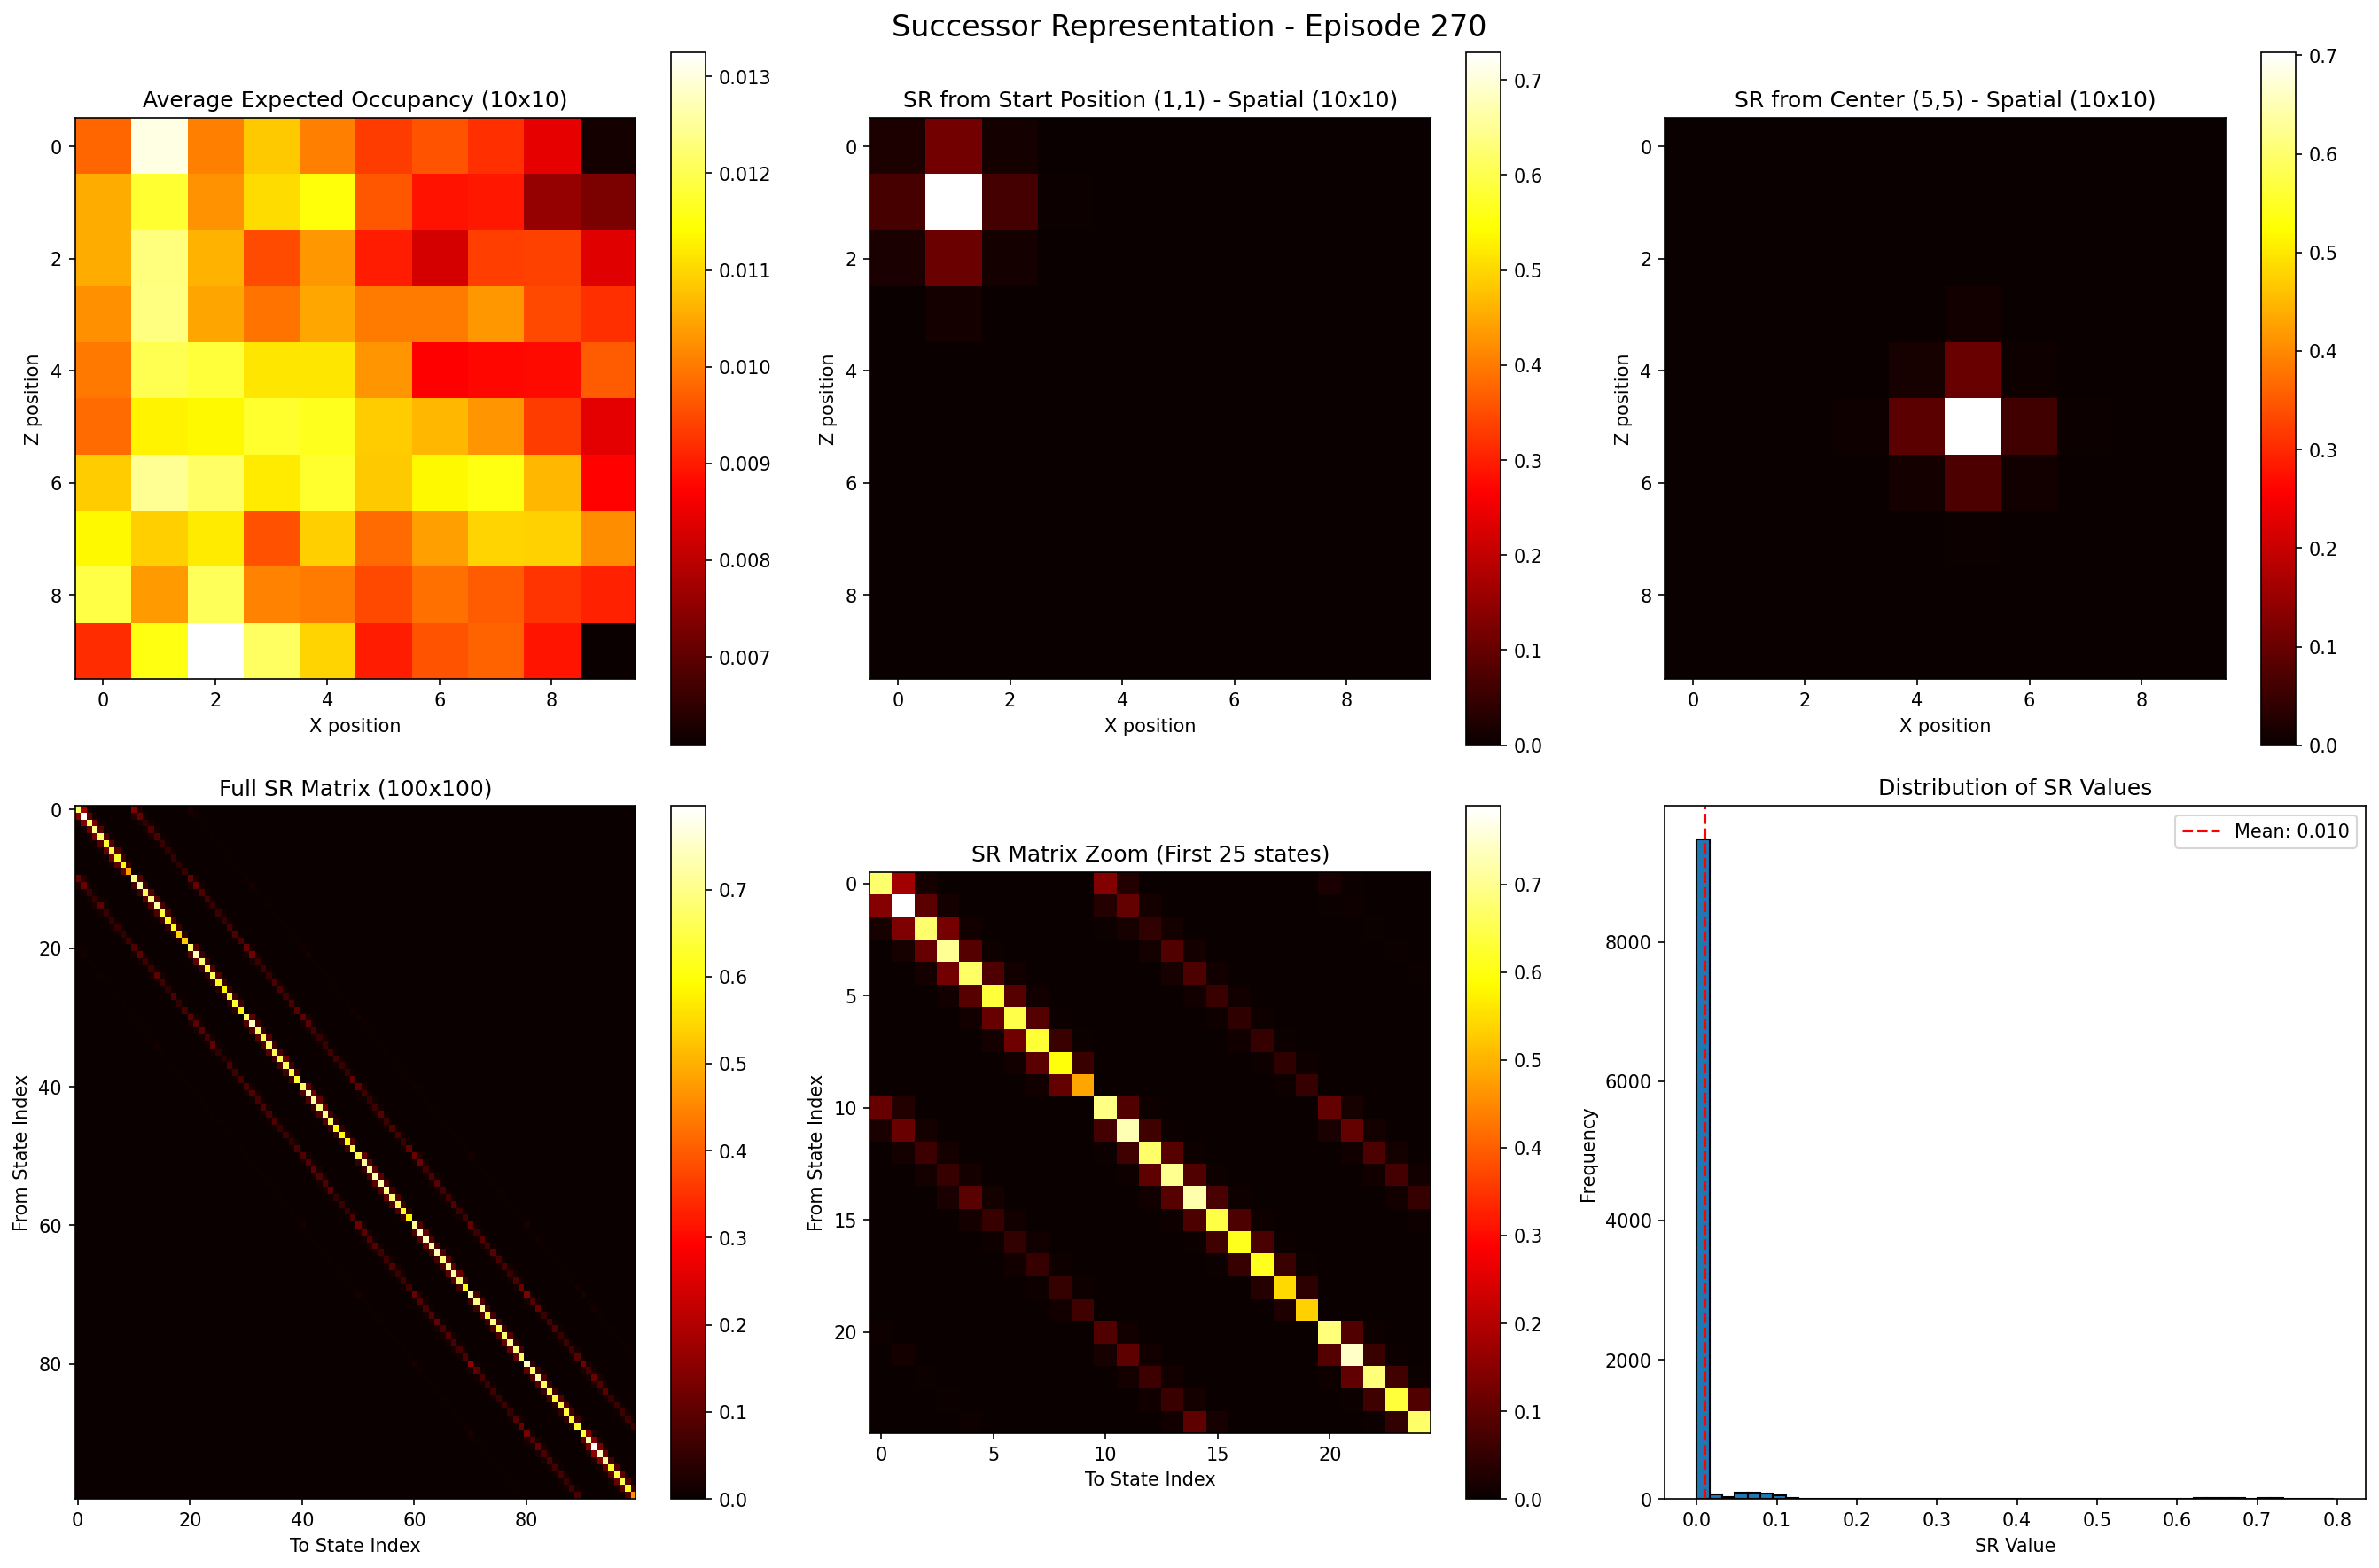 Successor Representation - Episode 270
Average Expected Occupancy (10x10)
Z position
0
2
4
6
8
0 2 4 6 8
X position
0.013
0.012
0.011
0.010
0.009
0.008
0.007
SR from Start Position (1,1) - Spatial (10x10)
Z position
0
2
4
6
8
0 2 4 6 8
X position
0.7
0.6
0.5
0.4
0.3
0.2
0.1
0.0
SR from Center (5,5) - Spatial (10x10)
Z position
0
2
4
6
8
0 2 4 6 8
X position
0.7
0.6
0.5
0.4
0.3
0.2
0.1
0.0
Full SR Matrix (100x100)
From State Index
0
20
40
60
80
0 20 40 60 80
To State Index
0.7
0.6
0.5
0.4
0.3
0.2
0.1
0.0
SR Matrix Zoom (First 25 states)
From State Index
0
5
10
15
20
0 5 10 15 20
To State Index
0.7
0.6
0.5
0.4
0.3
0.2
0.1
0.0
Distribution of SR Values
Mean: 0.010
Frequency
8000
6000
4000
2000
0
0.0 0.1 0.2 0.3 0.4 0.5 0.6 0.7 0.8
SR Value